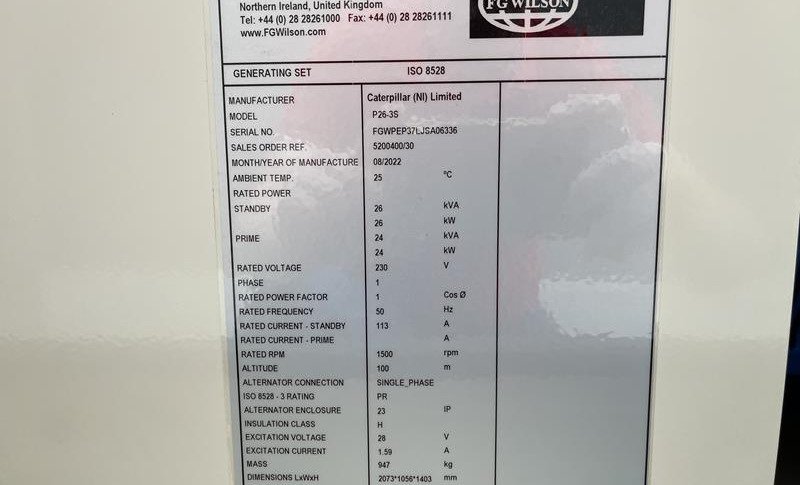 Northern Ireland, United Kingdom
Tel: +44 (0) 28 28261000 Fax: +44 (0) 28 28261111
www.FGWilson.com
FG WILSON
GENERATING SET ISO 8528
MANUFACTURER Caterpillar (NI) Limited
MODEL P26-3S
SERIAL NO. FGWPEP37LJSA06336
SALES ORDER REF. 5200400/30
MONTH/YEAR OF MANUFACTURE 08/2022
AMBIENT TEMP. 25 °C
RATED POWER
STANDBY 26 kVA
26 kW
PRIME 24 kVA
24 kW
RATED VOLTAGE 230 V
PHASE 1
RATED POWER FACTOR 1 Cos Ø
RATED FREQUENCY 50 Hz
RATED CURRENT - STANDBY 113 A
RATED CURRENT - PRIME A
RATED RPM 1500 rpm
ALTITUDE 100 m
ALTERNATOR CONNECTION SINGLE_PHASE
ISO 8528 - 3 RATING PR
ALTERNATOR ENCLOSURE 23 IP
INSULATION CLASS H
EXCITATION VOLTAGE 28 V
EXCITATION CURRENT 1.59 A
MASS 947 kg
DIMENSIONS LxWxH 2073*1056*1403 mm